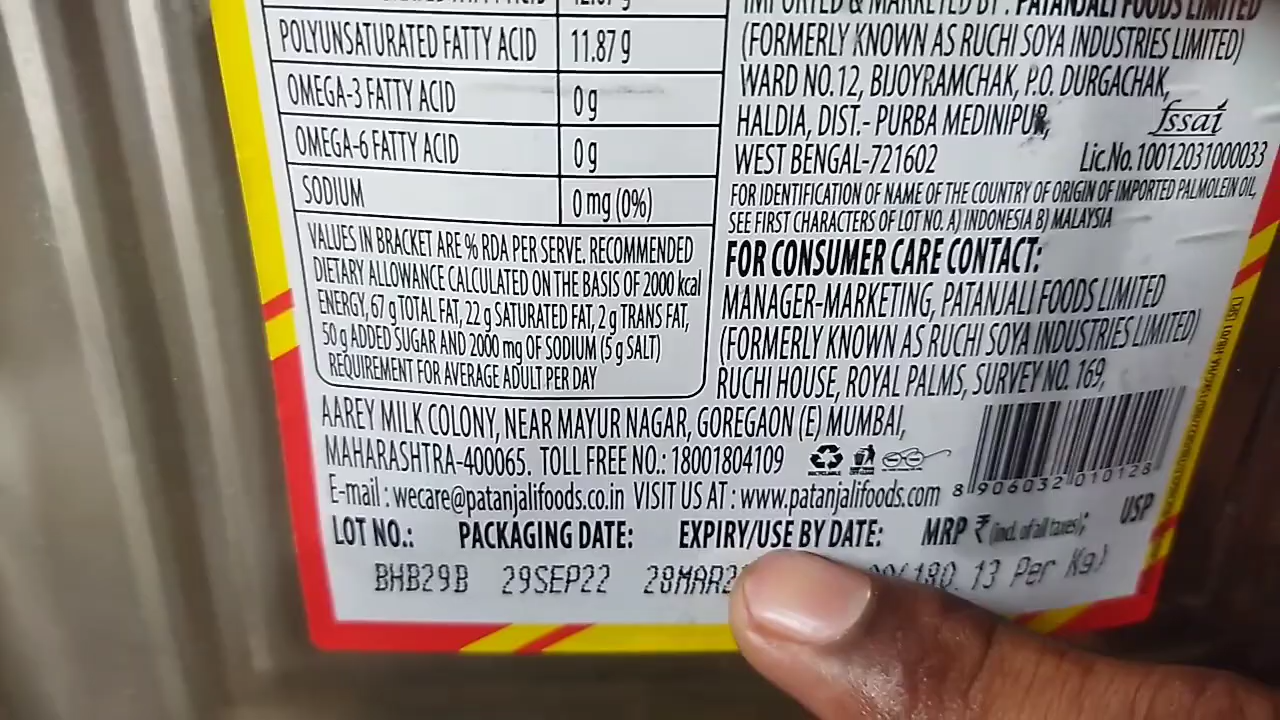 POLYUNSATURATED FATTY ACID 11.87 g
OMEGA-3 FATTY ACID 0 g
OMEGA-6 FATTY ACID 0 g
SODIUM 0 mg (0%)
VALUES IN BRACKET ARE % RDA PER SERVE. RECOMMENDED
DIETARY ALLOWANCE CALCULATED ON THE BASIS OF 2000 kcal
ENERGY, 67 g TOTAL FAT, 22 g SATURATED FAT, 2 g TRANS FAT,
50 g ADDED SUGAR AND 2000 mg OF SODIUM (5 g SALT)
REQUIREMENT FOR AVERAGE ADULT PER DAY
IMPORTED & MARKETED BY : PATANJALI FOODS LIMITED
(FORMERLY KNOWN AS RUCHI SOYA INDUSTRIES LIMITED)
WARD NO. 12, BIJOYRAMCHAK, P.O. DURGACHAK,
HALDIA, DIST.- PURBA MEDINIPUR,
WEST BENGAL-721602
fssai
Lic. No. 10012031000033
FOR IDENTIFICATION OF NAME OF THE COUNTRY OF ORIGIN OF IMPORTED PALMOLEIN OIL,
SEE FIRST CHARACTERS OF LOT NO. A) INDONESIA B) MALAYSIA
FOR CONSUMER CARE CONTACT:
MANAGER-MARKETING, PATANJALI FOODS LIMITED
(FORMERLY KNOWN AS RUCHI SOYA INDUSTRIES LIMITED)
RUCHI HOUSE, ROYAL PALMS, SURVEY NO. 169,
AAREY MILK COLONY, NEAR MAYUR NAGAR, GOREGAON (E) MUMBAI,
MAHARASHTRA-400065. TOLL FREE NO.: 18001804109
E-mail : wecare@patanjalifoods.co.in VISIT US AT : www.patanjalifoods.com
8 906032 010128
LOT NO.: PACKAGING DATE: EXPIRY/USE BY DATE: MRP ₹ (incl. of all taxes); USP
BHB29B 29SEP22 13 Per Kg)